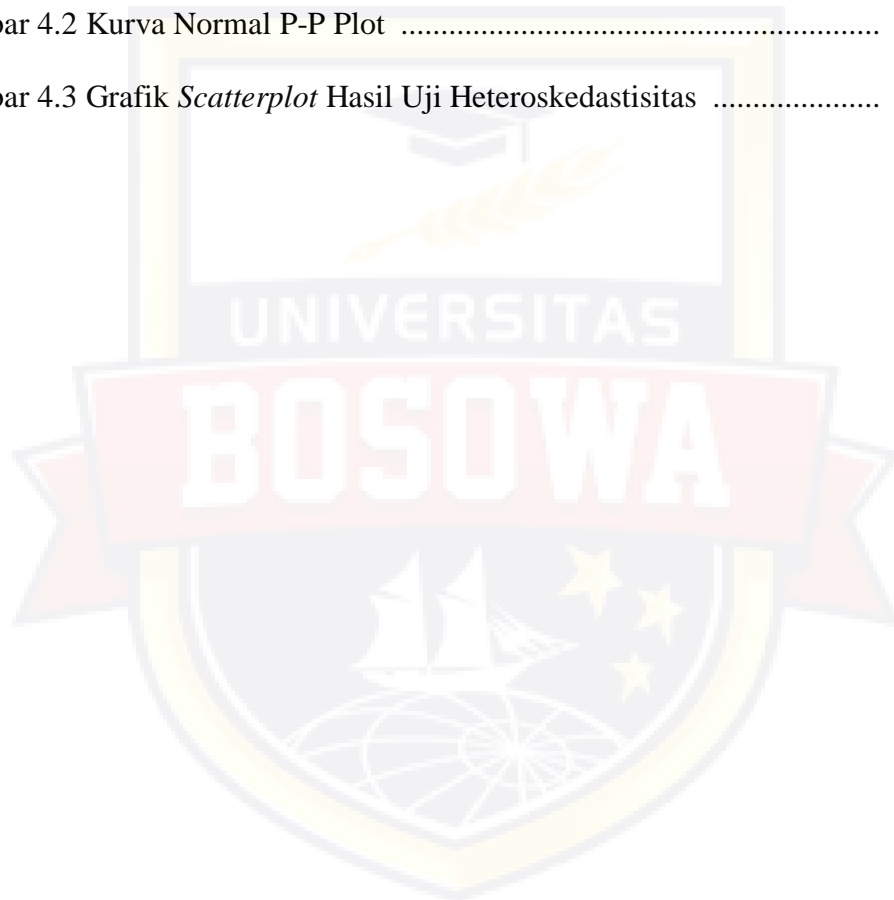 bar 4.2 Kurva Normal P-P Plot ..........................................................
bar 4.3 Grafik Scatterplot Hasil Uji Heteroskedastisitas .....................
UNIVERSITAS
BOSOWA